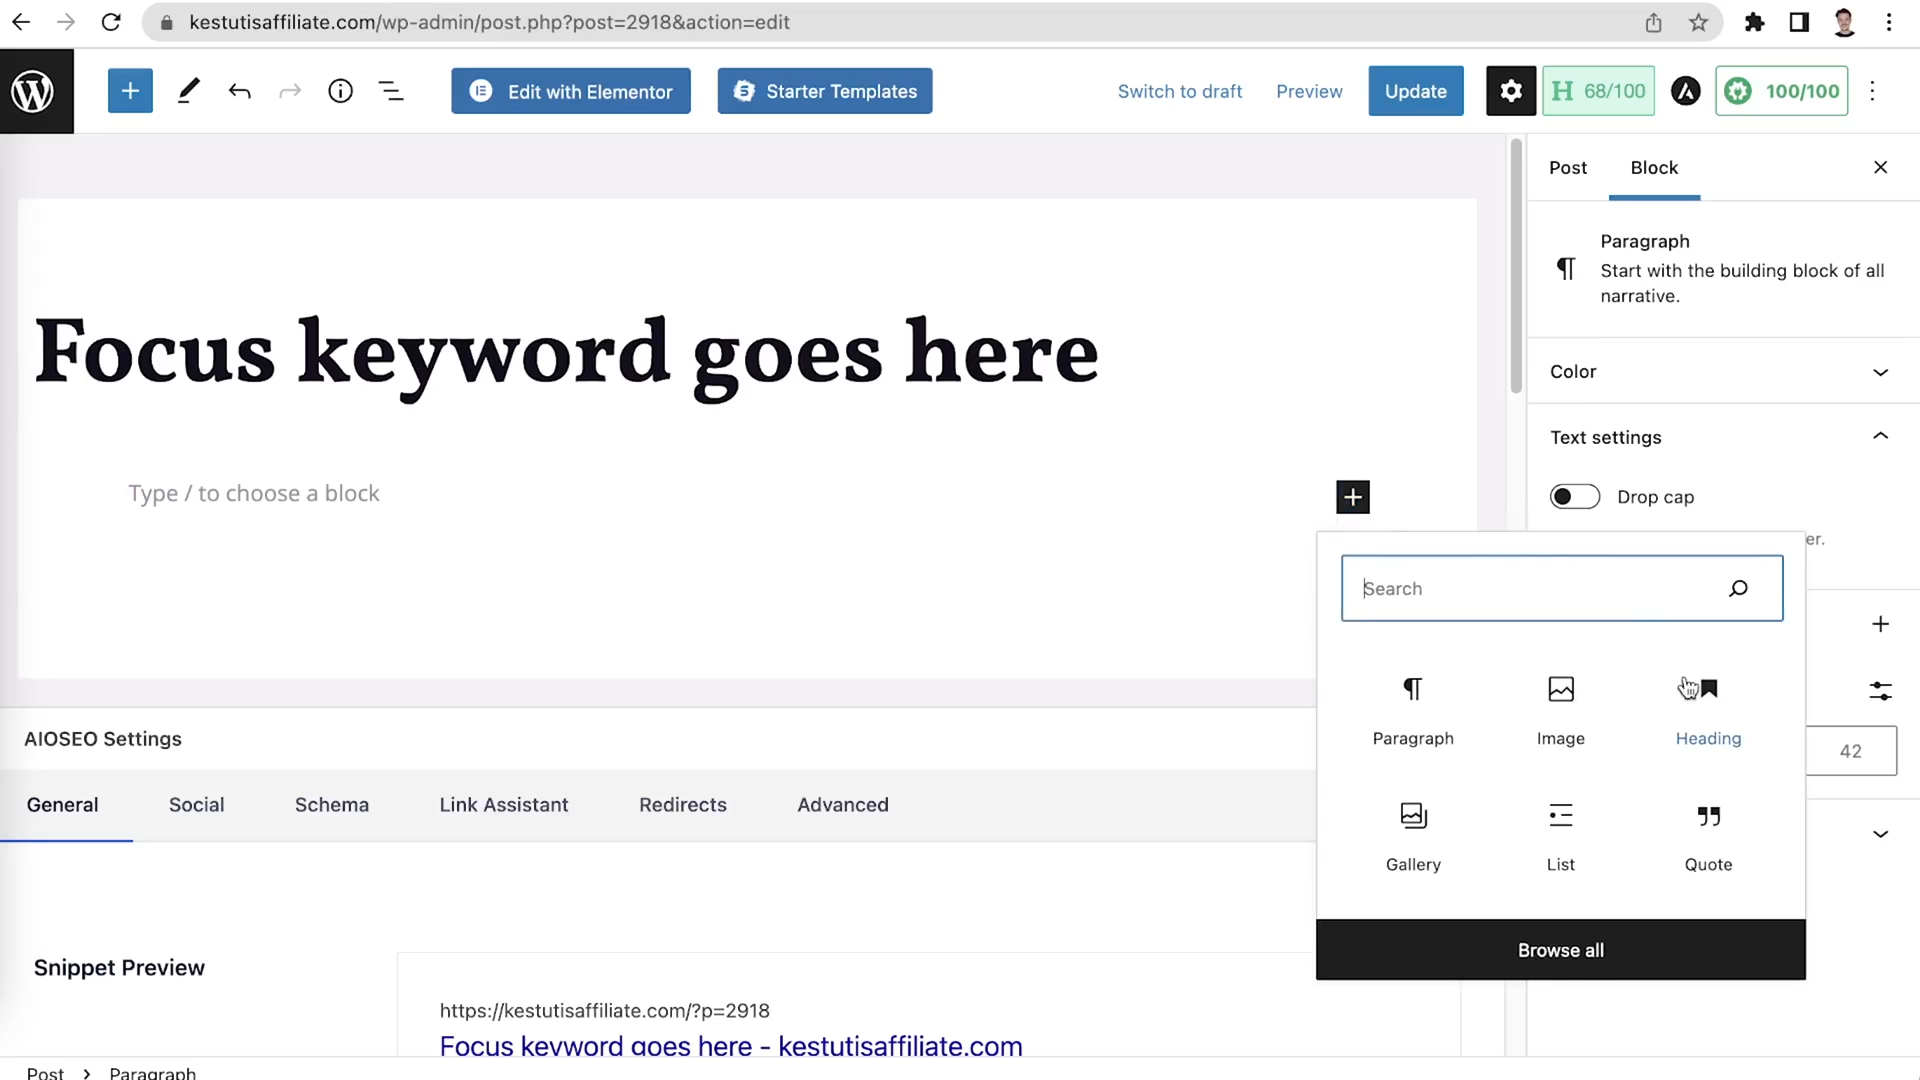 kestutisaffiliate.com/wp-admin/post.php?post=2918&action=edit
Edit with Elementor
Starter Templates
Switch to draft
Preview
Update
H 68/100
100/100
Post
Block
Paragraph
Start with the building block of all
narrative.
Color
Text settings
Drop cap
er.
Focus keyword goes here
Type / to choose a block
Search
Paragraph
Image
Heading
42
Gallery
List
Quote
Browse all
AIOSEO Settings
General
Social
Schema
Link Assistant
Redirects
Advanced
Snippet Preview
https://kestutisaffiliate.com/?p=2918
Focus keyword goes here - kestutisaffiliate.com
Post
Paragraph